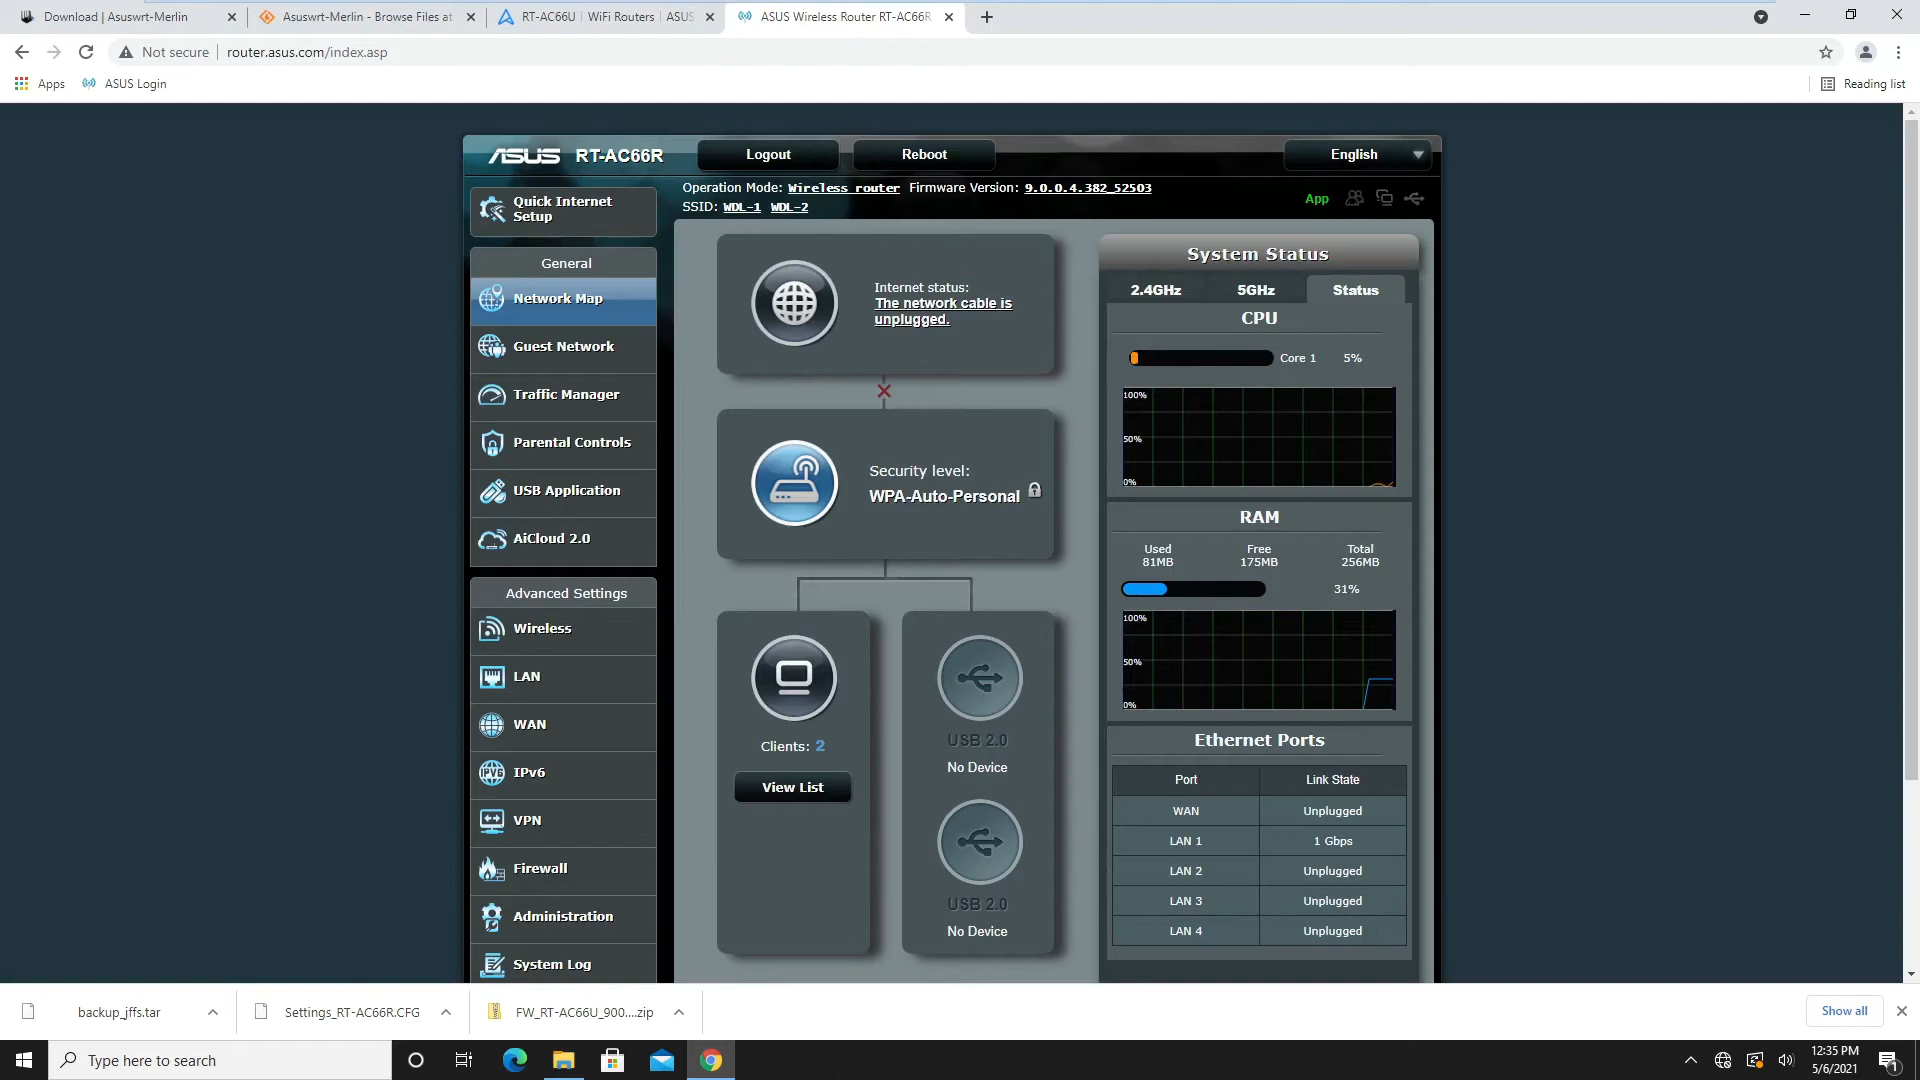 Download | Asuswrt-Merlin
Asuswrt-Merlin - Browse Files at
RT-AC66U | WiFi Routers | ASUS
ASUS Wireless Router RT-AC66R
Not secure
router.asus.com/index.asp
Apps
ASUS Login
Reading list
ASUS RT-AC66R
Logout
Reboot
English
Operation Mode: Wireless router Firmware Version: 9.0.0.4.382_52503
SSID: WDL-1 WDL-2
App
Quick Internet
Setup
General
Network Map
Guest Network
Traffic Manager
Parental Controls
USB Application
AiCloud 2.0
Advanced Settings
Wireless
LAN
WAN
IPv6
VPN
Firewall
Administration
System Log
Internet status:
The network cable is
unplugged.
Security level:
WPA-Auto-Personal
Clients: 2
View List
USB 2.0
No Device
USB 2.0
No Device
System Status
2.4GHz 5GHz Status
CPU
Core 1 5%
100%
50%
0%
RAM
Used Free Total
81MB 175MB 256MB
31%
100%
50%
0%
Ethernet Ports
Port Link State
WAN Unplugged
LAN 1 1 Gbps
LAN 2 Unplugged
LAN 3 Unplugged
LAN 4 Unplugged
backup_jffs.tar
Settings_RT-AC66R.CFG
FW_RT-AC66U_900....zip
Show all
Type here to search
12:35 PM
5/6/2021
1